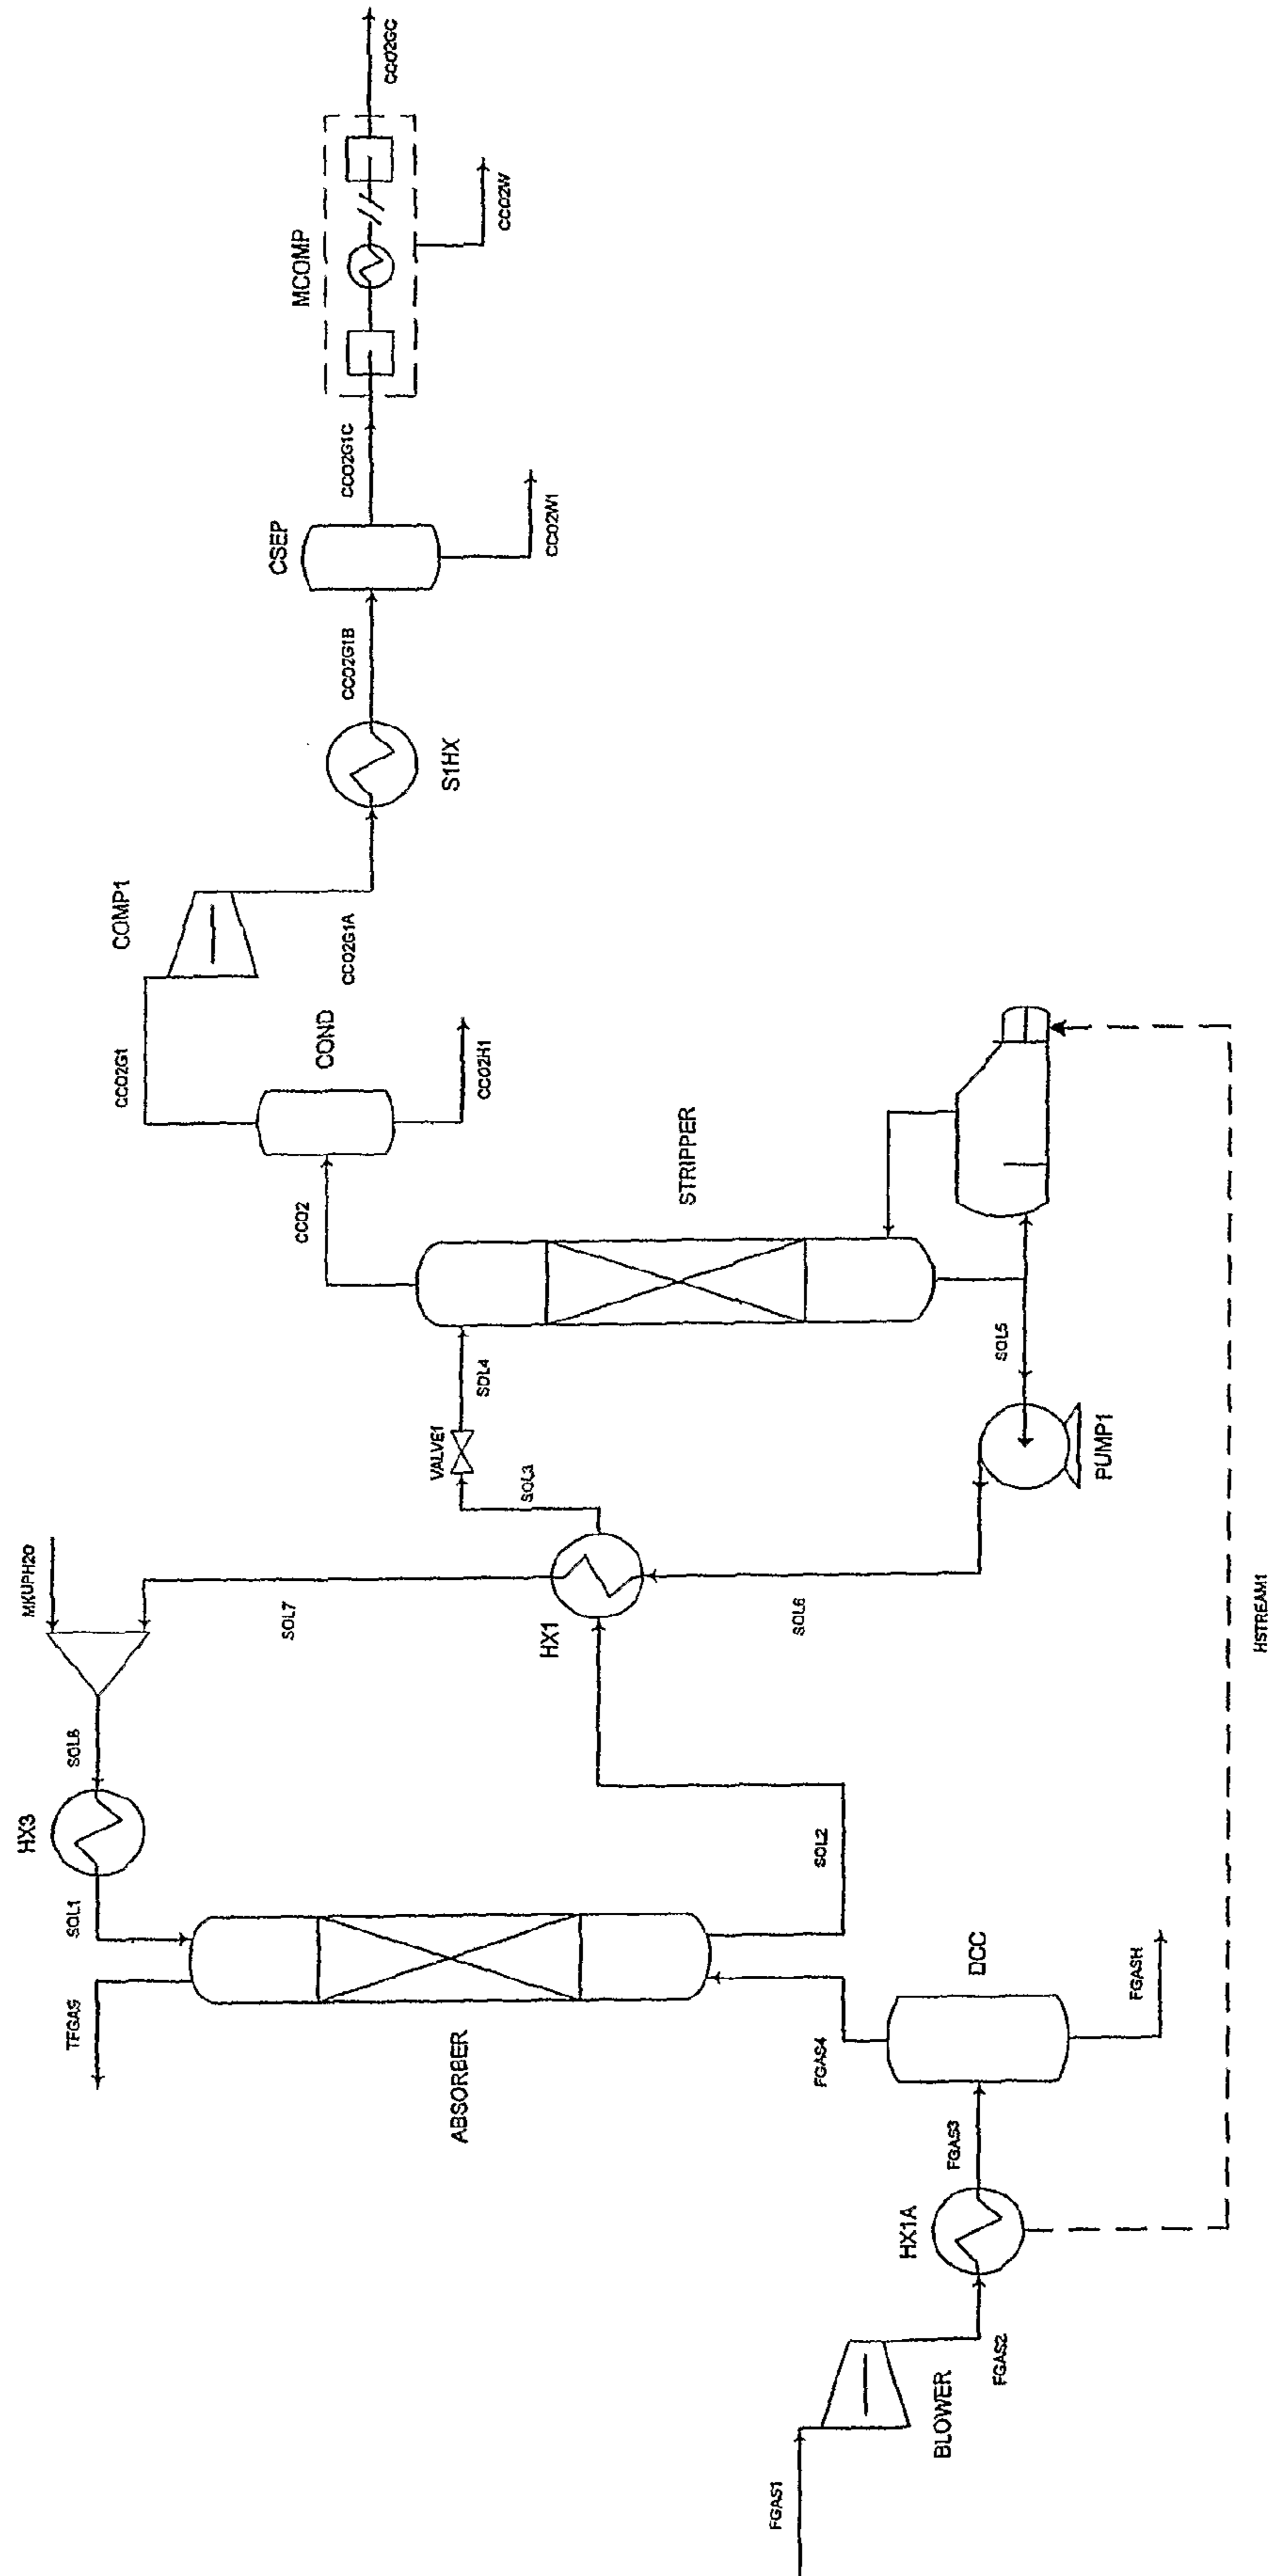 HX3
MKUPH2O
TFGAS
SOL1
SOL8
CCO2G1
COMP1
SOL7
CSEP
CCO2
MCOMP
COND
CCO2G1A
CCO2G1B
CCO2G1C
CCO2GC
VALVE1
S1HX
ABSORBER
SOL4
CCO2H1
CCO2W
SOL3
HX1
CCO2W1
STRIPPER
FGAS1
SOL6
FGAS4
SOL2
HX1A
BLOWER
FGAS3
DCC
FGAS2
SOL5
PUMP1
FGASH
HSTREAM1